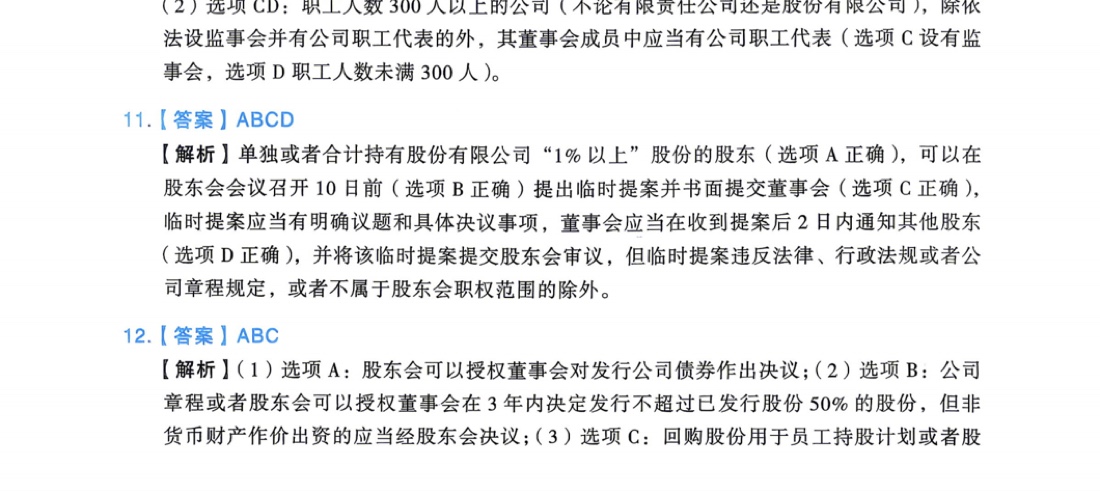 （2）选项 CD：职工人数 300 人以上的公司（不论有限责任公司还是股份有限公司），除依
法设监事会并有公司职工代表的外，其董事会成员中应当有公司职工代表（选项 C 设有监
事会，选项 D 职工人数未满 300 人）。
11.【答案】ABCD
【解析】单独或者合计持有股份有限公司“1% 以上”股份的股东（选项 A 正确），可以在
股东会会议召开 10 日前（选项 B 正确）提出临时提案并书面提交董事会（选项 C 正确），
临时提案应当有明确议题和具体决议事项，董事会应当在收到提案后 2 日内通知其他股东
（选项 D 正确），并将该临时提案提交股东会审议，但临时提案违反法律、行政法规或者公
司章程规定，或者不属于股东会职权范围的除外。
12.【答案】ABC
【解析】（1）选项 A：股东会可以授权董事会对发行公司债券作出决议；（2）选项 B：公司
章程或者股东会可以授权董事会在 3 年内决定发行不超过已发行股份 50% 的股份，但非
货币财产作价出资的应当经股东会决议；（3）选项 C：回购股份用于员工持股计划或者股